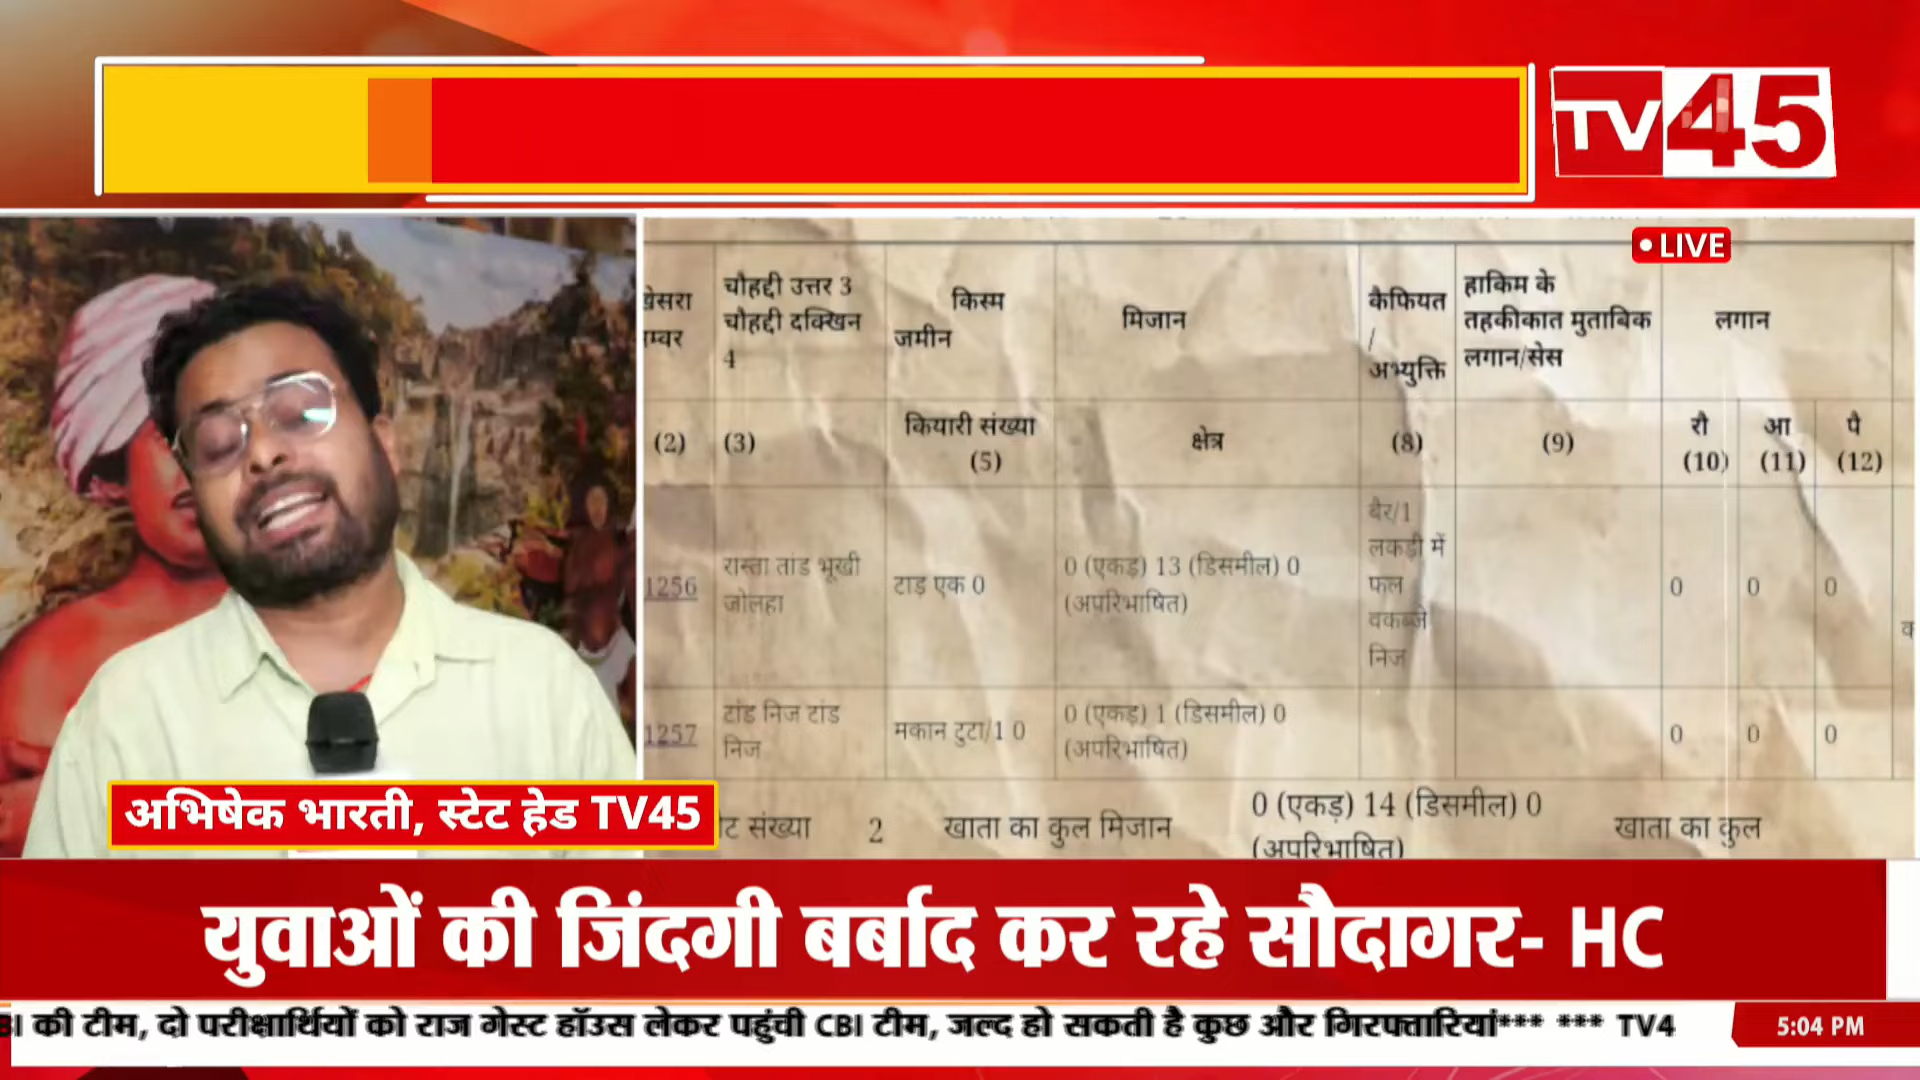 TV45
LIVE
चौहद्दी उत्तर 3
चौहद्दी दक्खिन
4
किस्म
जमीन
मिजान
कैफियत
/
अभ्युक्ति
हाकिम के
तहकीकात मुताबिक
लगान/सेस
लगान
(2)
(3)
कियारी संख्या
(5)
क्षेत्र
(8)
(9)
रौ
(10)
आ
(11)
पै
(12)
1256
रास्ता तांड भूखी
जोलहा
टाड़ एक 0
0 (एकड़) 13 (डिसमील) 0
(अपरिभाषित)
बैर/1
लकड़ी में
फल
वकब्जे
निज
0
0
0
1257
टांड निज टांड
निज
मकान टुटा/1 0
0 (एकड़) 1 (डिसमील) 0
(अपरिभाषित)
0
0
0
संख्या 2 खाता का कुल मिजान
0 (एकड़) 14 (डिसमील) 0
(अपरिभाषित)
खाता का कुल
अभिषेक भारती, स्टेट हेड TV45
युवाओं की जिंदगी बर्बाद कर रहे सौदागर- HC
की टीम, दो परीक्षार्थियों को राज गेस्ट हॉउस लेकर पहुंची CBI टीम, जल्द हो सकती है कुछ और गिरफ्तारियां*** *** TV4
5:04 PM